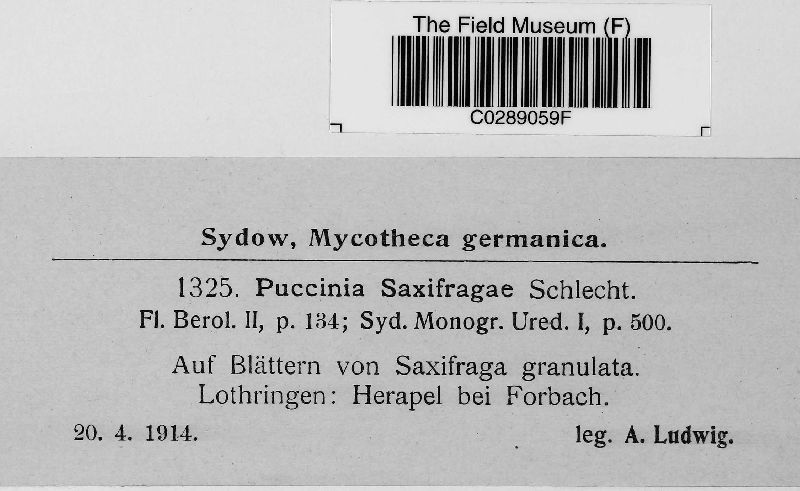 The Field Museum (F)
C0289059F
Sydow, Mycotheca germanica.
1325. Puccinia Saxifragae Schlecht.
Fl. Berol. II, p. 134; Syd. Monogr. Ured. I, p. 500.
Auf Blättern von Saxifraga granulata.
Lothringen: Herapel bei Forbach.
20. 4. 1914. leg. A. Ludwig.